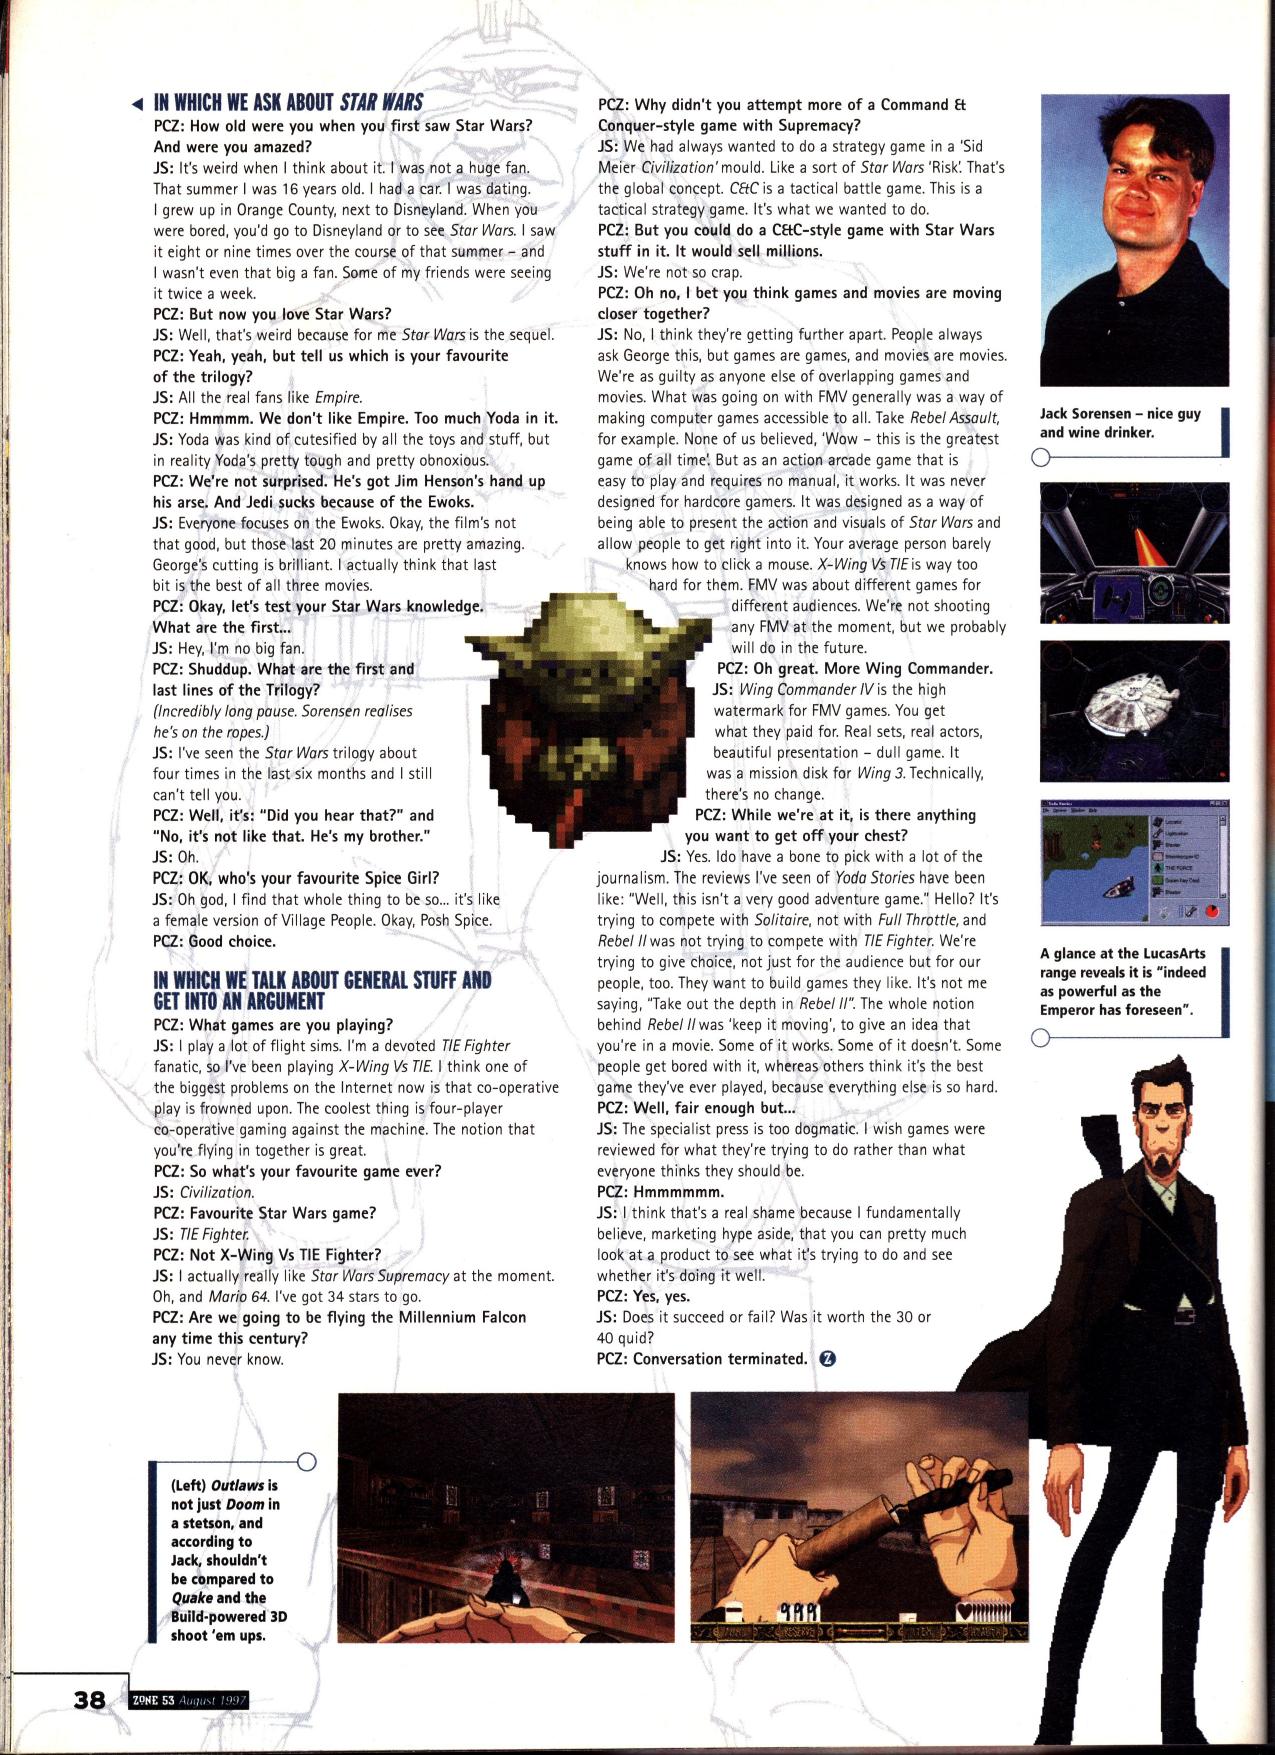 IN WHICH WE ASK ABOUT STAR WARS
PCZ: How old were you when you first saw Star Wars?
And were you amazed?
JS: It's weird when I think about it. I was not a huge fan.
That summer I was 16 years old. I had a car. I was dating.
I grew up in Orange County, next to Disneyland. When you
were bored, you'd go to Disneyland or to see Star Wars. I saw
it eight or nine times over the course of that summer – and
I wasn't even that big a fan. Some of my friends were seeing
it twice a week.
PCZ: But now you love Star Wars?
JS: Well, that's weird because for me Star Wars is the sequel.
PCZ: Yeah, yeah, but tell us which is your favourite
of the trilogy?
JS: All the real fans like Empire.
PCZ: Hmmmm. We don't like Empire. Too much Yoda in it.
JS: Yoda was kind of cutesified by all the toys and stuff, but
in reality Yoda's pretty tough and pretty obnoxious.
PCZ: We're not surprised. He's got Jim Henson's hand up
his arse. And Jedi sucks because of the Ewoks.
JS: Everyone focuses on the Ewoks. Okay, the film's not
that good, but those last 20 minutes are pretty amazing.
George's cutting is brilliant. I actually think that last
bit is the best of all three movies.
PCZ: Okay, let's test your Star Wars knowledge.
What are the first...
JS: Hey, I'm no big fan.
PCZ: Shuddup. What are the first and
last lines of the Trilogy?
(Incredibly long pause. Sorensen realises
he's on the ropes.)
JS: I've seen the Star Wars trilogy about
four times in the last six months and I still
can't tell you.
PCZ: Well, it's: "Did you hear that?" and
"No, it's not like that. He's my brother."
JS: Oh.
PCZ: OK, who's your favourite Spice Girl?
JS: Oh god, I find that whole thing to be so... it's like
a female version of Village People. Okay, Posh Spice.
PCZ: Good choice.
IN WHICH WE TALK ABOUT GENERAL STUFF AND
GET INTO AN ARGUMENT
PCZ: What games are you playing?
JS: I play a lot of flight sims. I'm a devoted TIE Fighter
fanatic, so I've been playing X-Wing Vs TIE. I think one of
the biggest problems on the Internet now is that co-operative
play is frowned upon. The coolest thing is four-player
co-operative gaming against the machine. The notion that
you're flying in together is great.
PCZ: So what's your favourite game ever?
JS: Civilization.
PCZ: Favourite Star Wars game?
JS: TIE Fighter.
PCZ: Not X-Wing Vs TIE Fighter?
JS: I actually really like Star Wars Supremacy at the moment.
Oh, and Mario 64. I've got 34 stars to go.
PCZ: Are we going to be flying the Millennium Falcon
any time this century?
JS: You never know.
PCZ: Why didn't you attempt more of a Command &
Conquer-style game with Supremacy?
JS: We had always wanted to do a strategy game in a 'Sid
Meier Civilization' mould. Like a sort of Star Wars 'Risk'. That's
the global concept. C&C is a tactical battle game. This is a
tactical strategy game. It's what we wanted to do.
PCZ: But you could do a C&C-style game with Star Wars
stuff in it. It would sell millions.
JS: We're not so crap.
PCZ: Oh no, I bet you think games and movies are moving
closer together?
JS: No, I think they're getting further apart. People always
ask George this, but games are games, and movies are movies.
We're as guilty as anyone else of overlapping games and
movies. What was going on with FMV generally was a way of
making computer games accessible to all. Take Rebel Assault,
for example. None of us believed, 'Wow – this is the greatest
game of all time'. But as an action arcade game that is
easy to play and requires no manual, it works. It was never
designed for hardcore gamers. It was designed as a way of
being able to present the action and visuals of Star Wars and
allow people to get right into it. Your average person barely
knows how to click a mouse. X-Wing Vs TIE is way too
hard for them. FMV was about different games for
different audiences. We're not shooting
any FMV at the moment, but we probably
will do in the future.
PCZ: Oh great. More Wing Commander.
JS: Wing Commander IV is the high
watermark for FMV games. You get
what they paid for. Real sets, real actors,
beautiful presentation – dull game. It
was a mission disk for Wing 3. Technically,
there's no change.
PCZ: While we're at it, is there anything
you want to get off your chest?
JS: Yes. Ido have a bone to pick with a lot of the
journalism. The reviews I've seen of Yoda Stories have been
like: "Well, this isn't a very good adventure game." Hello? It's
trying to compete with Solitaire, not with Full Throttle, and
Rebel II was not trying to compete with TIE Fighter. We're
trying to give choice, not just for the audience but for our
people, too. They want to build games they like. It's not me
saying, "Take out the depth in Rebel II". The whole notion
behind Rebel II was 'keep it moving', to give an idea that
you're in a movie. Some of it works. Some of it doesn't. Some
people get bored with it, whereas others think it's the best
game they've ever played, because everything else is so hard.
PCZ: Well, fair enough but...
JS: The specialist press is too dogmatic. I wish games were
reviewed for what they're trying to do rather than what
everyone thinks they should be.
PCZ: Hmmmmmm.
JS: I think that's a real shame because I fundamentally
believe, marketing hype aside, that you can pretty much
look at a product to see what it's trying to do and see
whether it's doing it well.
PCZ: Yes, yes.
JS: Does it succeed or fail? Was it worth the 30 or
40 quid?
PCZ: Conversation terminated. Z
Jack Sorensen – nice guy
and wine drinker.
Yoda Stories
Locator
Lightsaber
Blaster
THE FORCE
Blaster
A glance at the LucasArts
range reveals it is "indeed
as powerful as the
Emperor has foreseen".
(Left) Outlaws is
not just Doom in
a stetson, and
according to
Jack, shouldn't
be compared to
Quake and the
Build-powered 3D
shoot 'em ups.
999
RESERVE
HEALTH
38
ZONE 53 August 1997